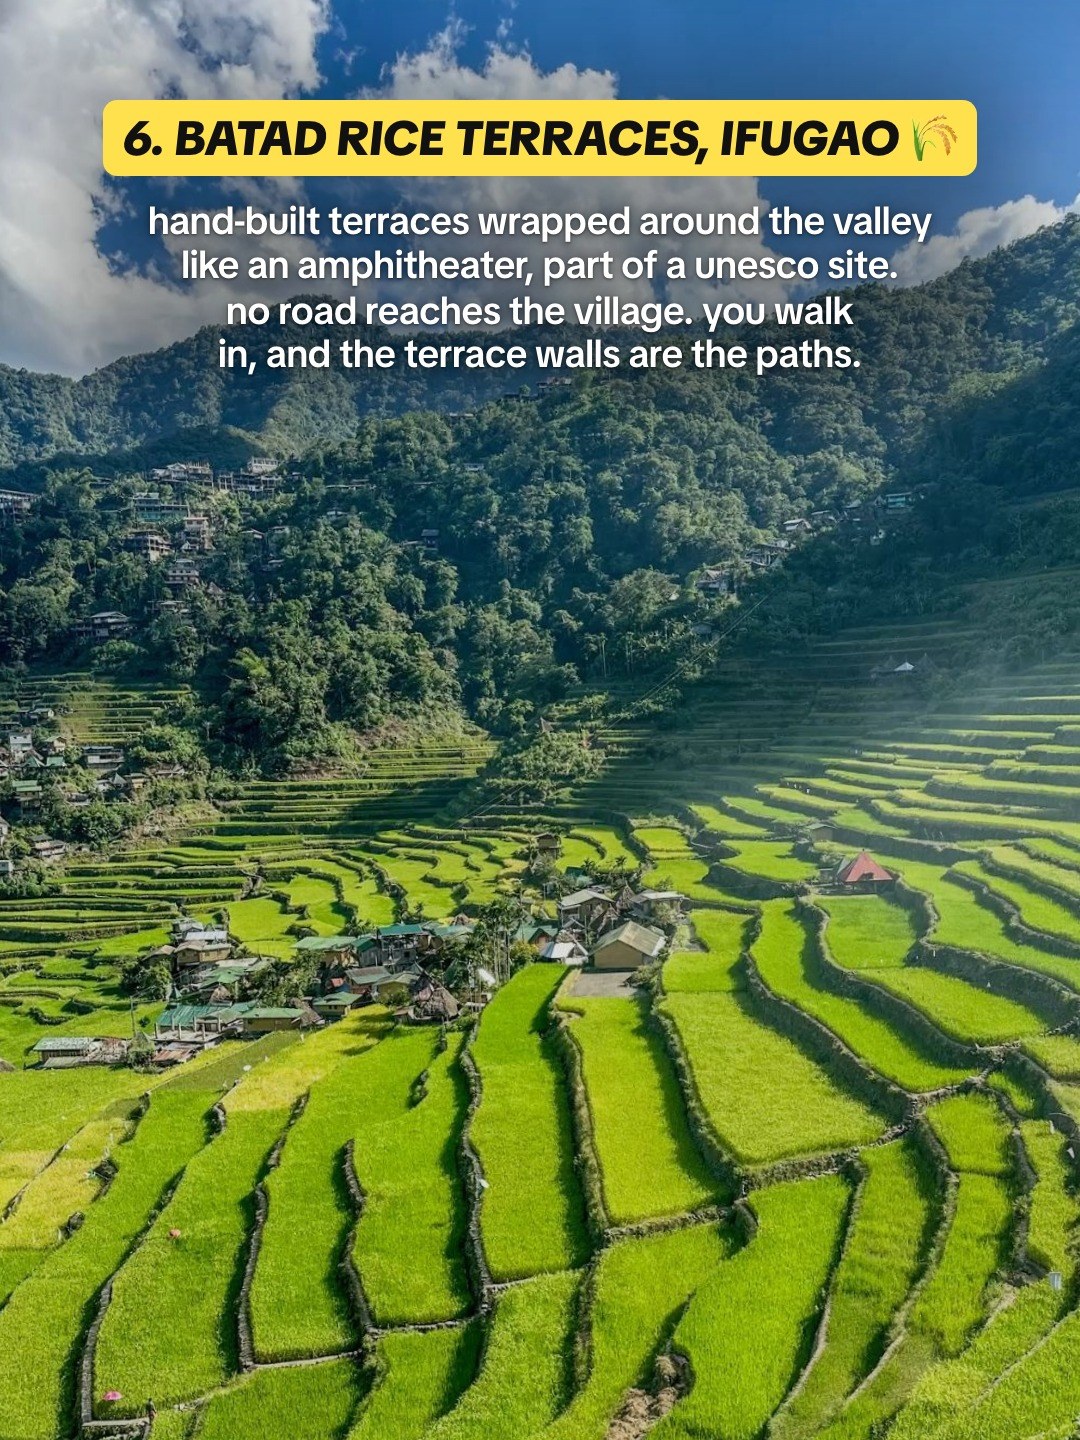 6. BATAD RICE TERRACES, IFUGAO 🌾
hand-built terraces wrapped around the valley
like an amphitheater, part of a unesco site.
no road reaches the village. you walk
in, and the terrace walls are the paths.